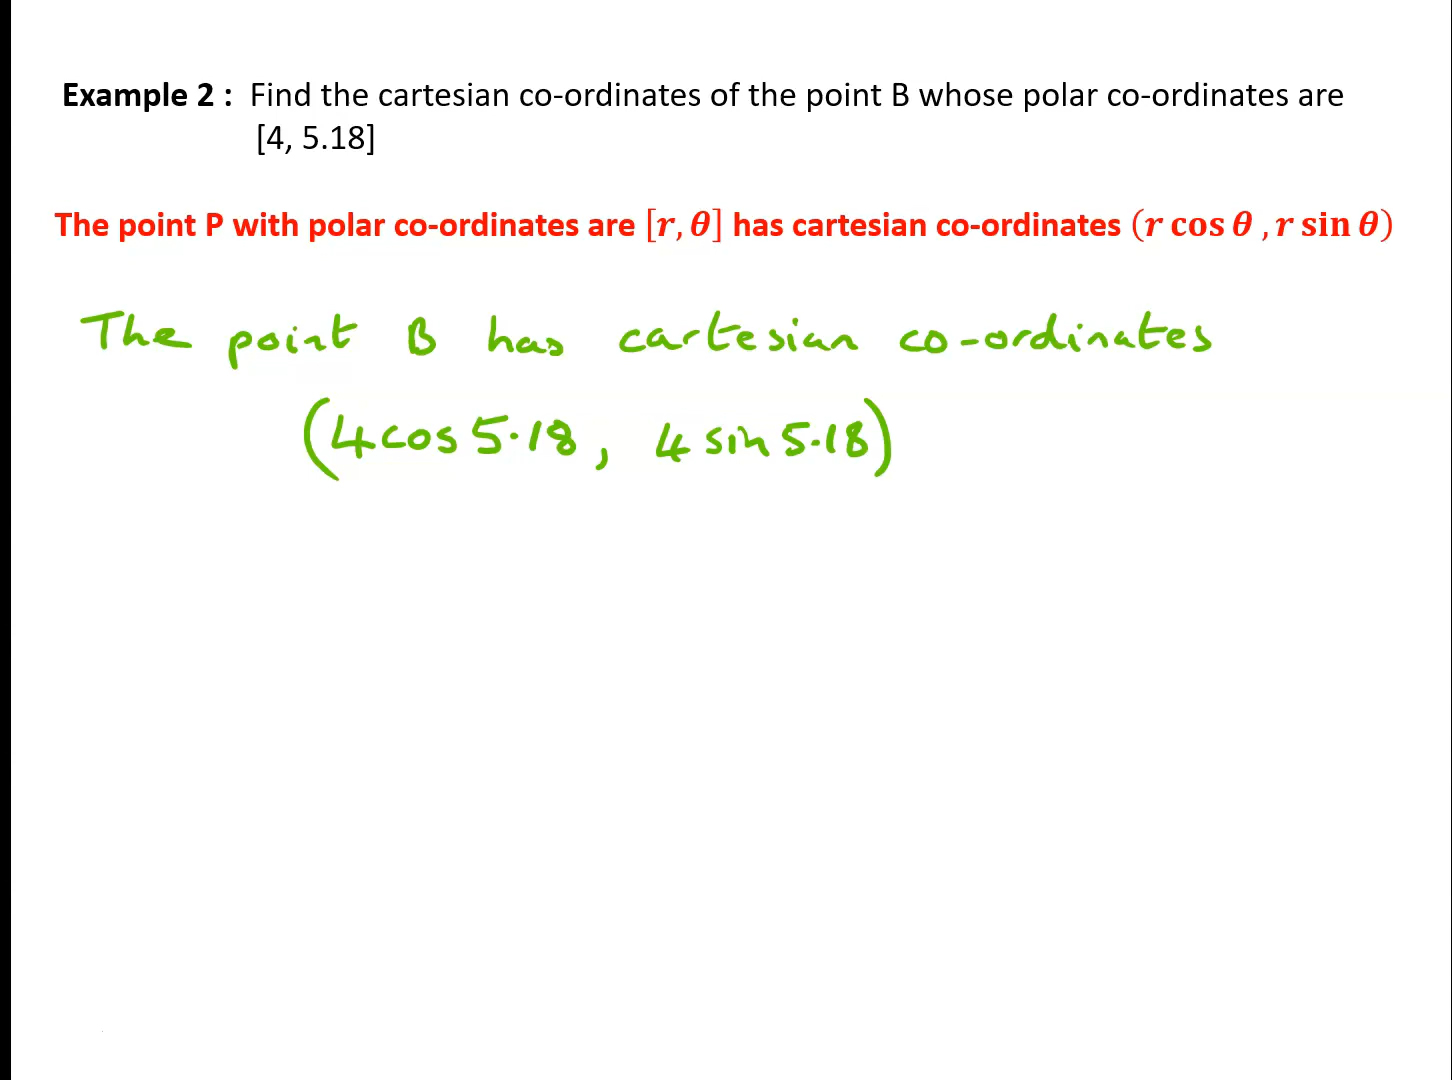 Example 2 : Find the cartesian co-ordinates of the point B whose polar co-ordinates are
[4, 5.18]
The point P with polar co-ordinates are [r, θ] has cartesian co-ordinates (r cos θ , r sin θ)
The point B has cartesian co-ordinates
(4cos 5·18, 4 sin 5·18)